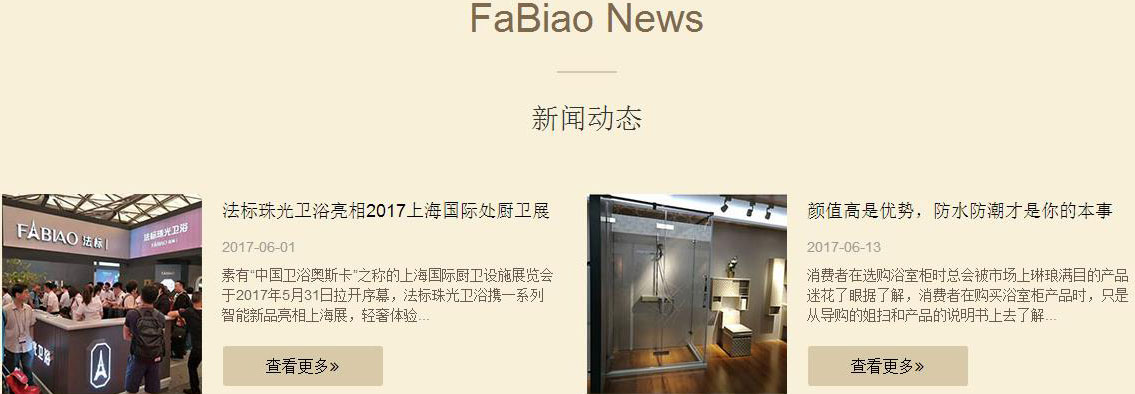 FaBiao News
新闻动态
FABIAO 法标
法标珠光卫浴
法标珠光卫浴亮相2017上海国际处厨卫展
2017-06-01
素有“中国卫浴奥斯卡”之称的上海国际厨卫设施展览会
于2017年5月31日拉开序幕，法标珠光卫浴携一系列
智能新品亮相上海展，轻奢体验...
查看更多»
颜值高是优势，防水防潮才是你的本事
2017-06-13
消费者在选购浴室柜时总会被市场上琳琅满目的产品
迷花了眼据了解，消费者在购买浴室柜产品时，只是
从导购的姐扫和产品的说明书上去了解...
查看更多»